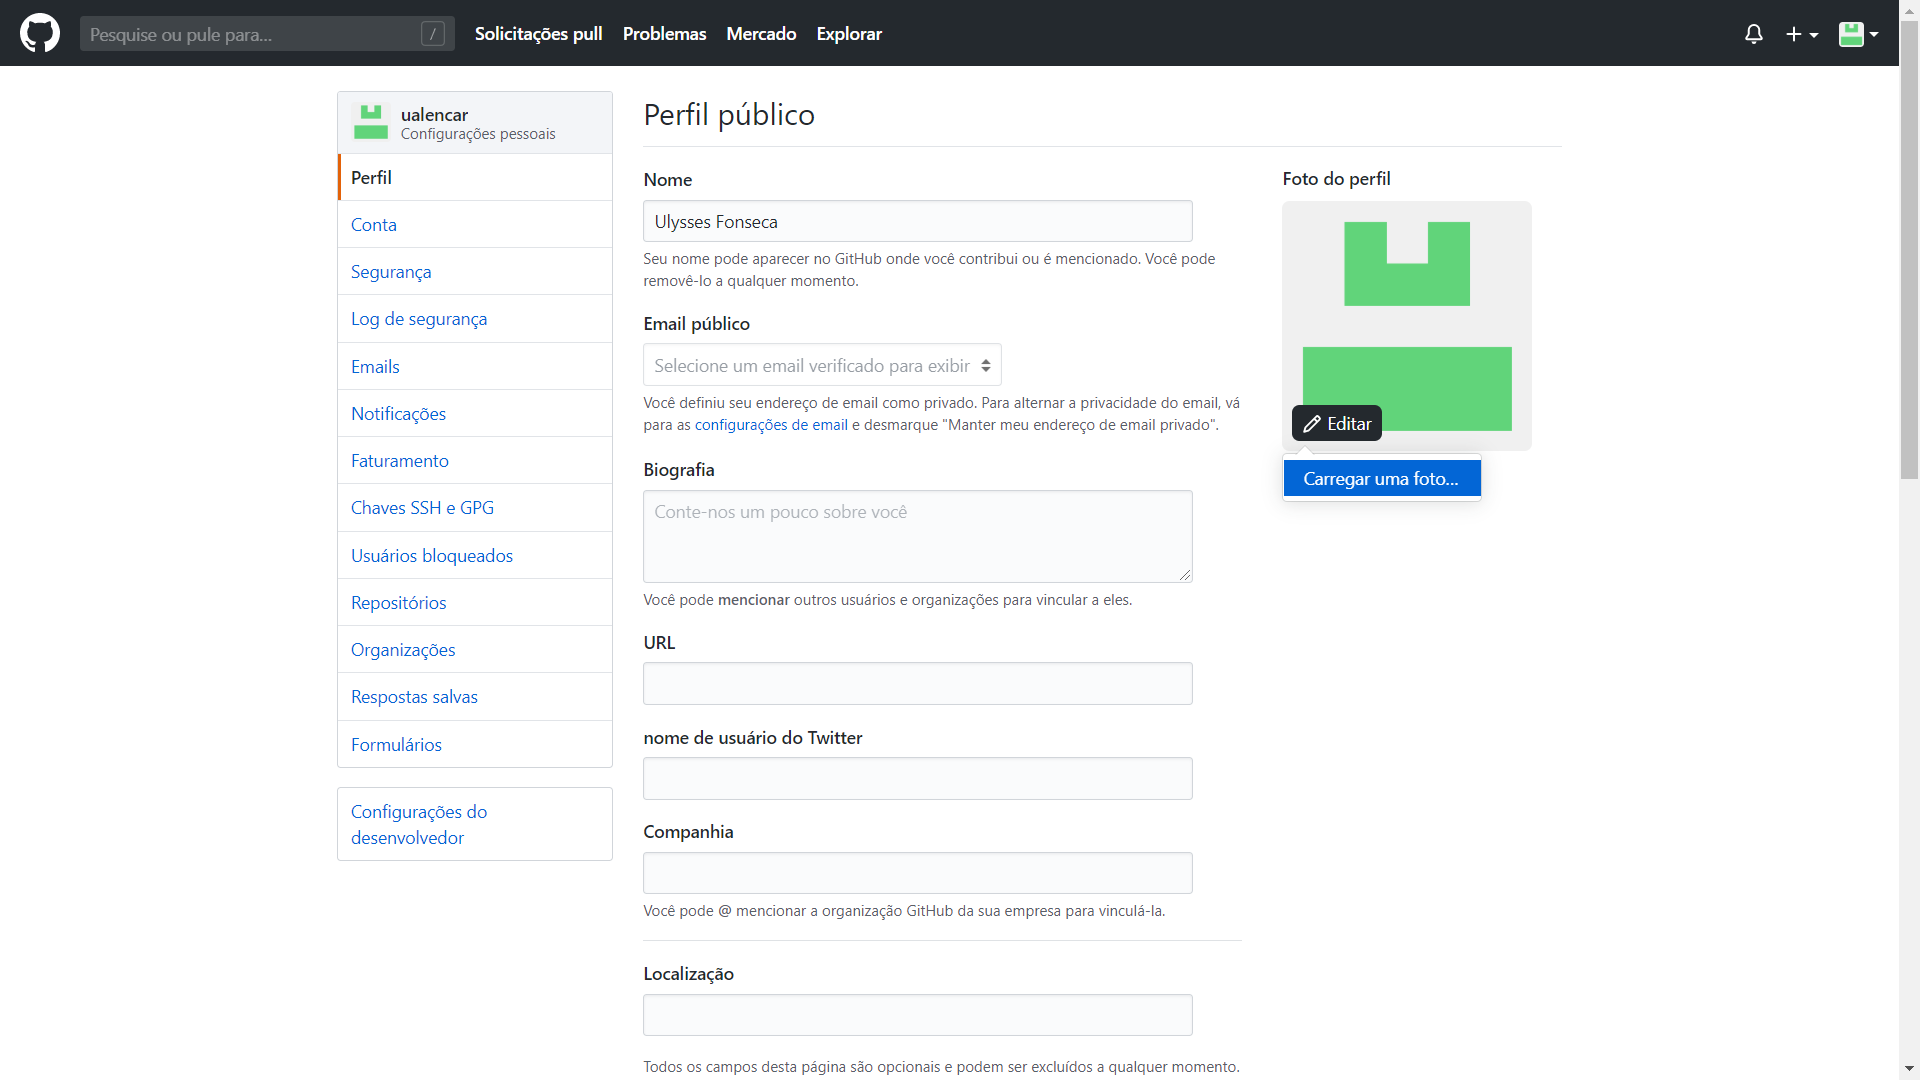 Pesquise ou pule para... /
Solicitações pull
Problemas
Mercado
Explorar
ualencar
Configurações pessoais
Perfil
Conta
Segurança
Log de segurança
Emails
Notificações
Faturamento
Chaves SSH e GPG
Usuários bloqueados
Repositórios
Organizações
Respostas salvas
Formulários
Configurações do
desenvolvedor
Perfil público
Nome
Ulysses Fonseca
Seu nome pode aparecer no GitHub onde você contribui ou é mencionado. Você pode
removê-lo a qualquer momento.
Email público
Selecione um email verificado para exibir
Você definiu seu endereço de email como privado. Para alternar a privacidade do email, vá
para as configurações de email e desmarque "Manter meu endereço de email privado".
Biografia
Conte-nos um pouco sobre você
Você pode mencionar outros usuários e organizações para vincular a eles.
URL
nome de usuário do Twitter
Companhia
Você pode @ mencionar a organização GitHub da sua empresa para vinculá-la.
Localização
Todos os campos desta página são opcionais e podem ser excluídos a qualquer momento.
Foto do perfil
Editar
Carregar uma foto...